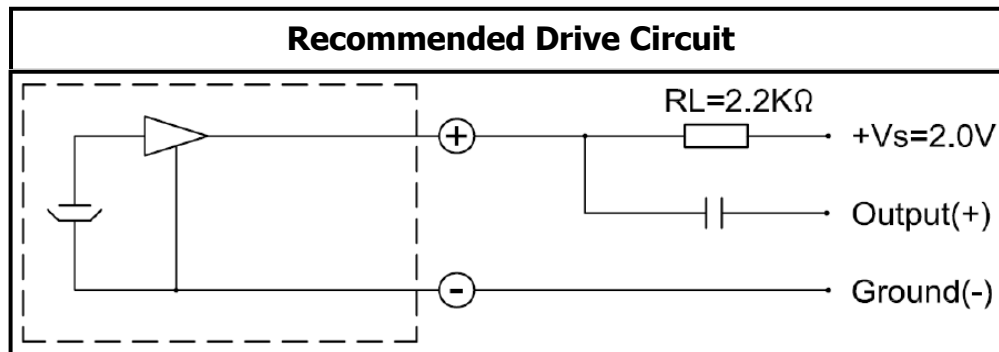 Recommended Drive Circuit
RL=2.2KΩ
+ +Vs=2.0V
Output(+)
- Ground(-)